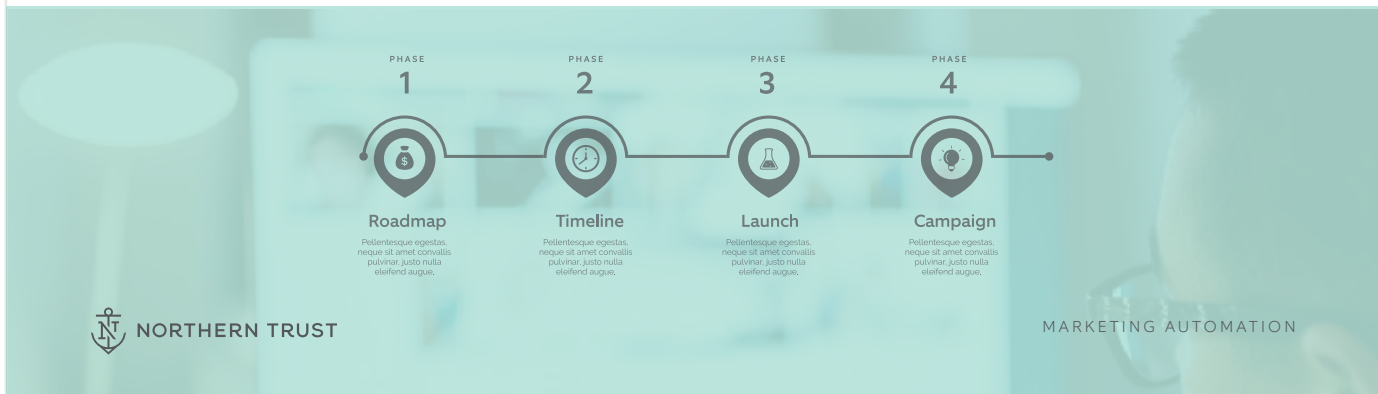 PHASE
1
PHASE
2
PHASE
3
PHASE
4
$
Roadmap
Pellentesque egestas,
neque sit amet convallis
pulvinar, justo nulla
eleifend augue,
Timeline
Pellentesque egestas,
neque sit amet convallis
pulvinar, justo nulla
eleifend augue,
Launch
Pellentesque egestas,
neque sit amet convallis
pulvinar, justo nulla
eleifend augue,
Campaign
Pellentesque egestas,
neque sit amet convallis
pulvinar, justo nulla
eleifend augue,
NT
NORTHERN TRUST
MARKETING AUTOMATION